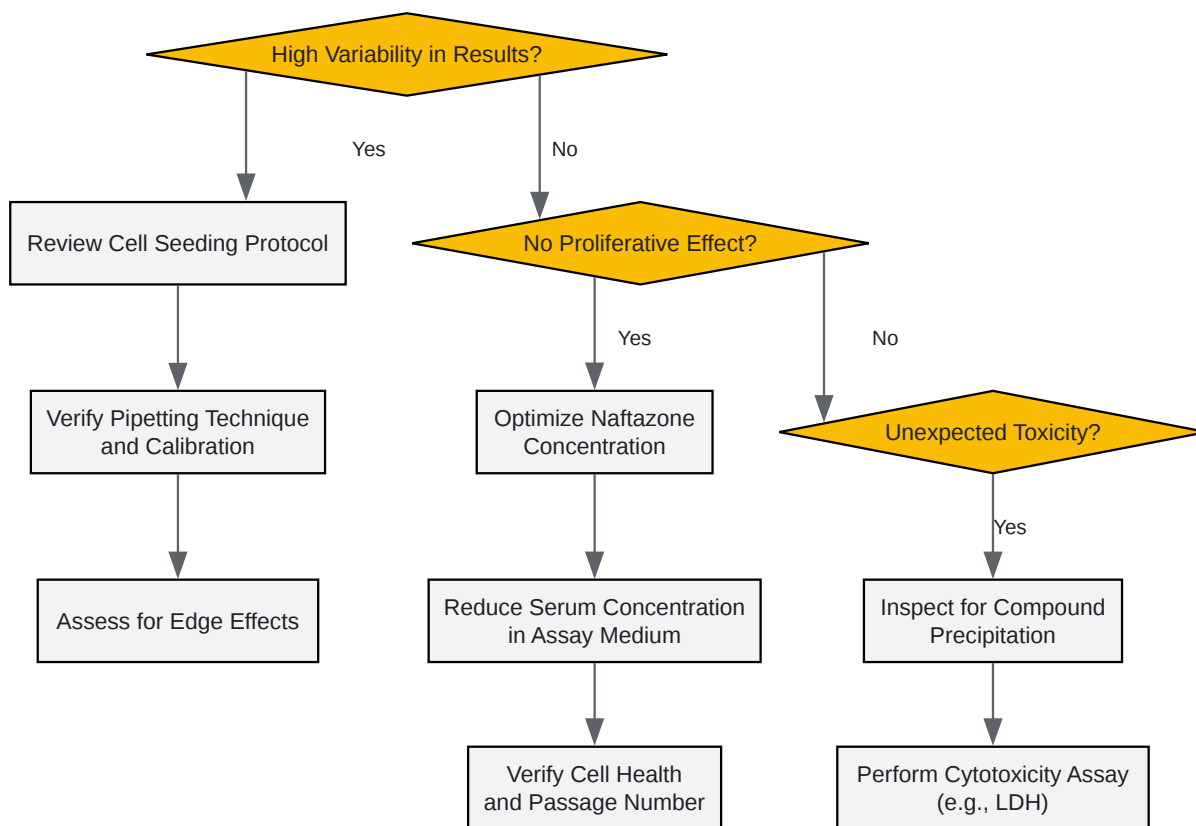 High Variability in Results?
Yes
No
Review Cell Seeding Protocol
No Proliferative Effect?
Yes
No
Verify Pipetting Technique
and Calibration
Optimize Naftazone
Concentration
Unexpected Toxicity?
Yes
Assess for Edge Effects
Reduce Serum Concentration
in Assay Medium
Inspect for Compound
Precipitation
Verify Cell Health
and Passage Number
Perform Cytotoxicity Assay
(e.g., LDH)